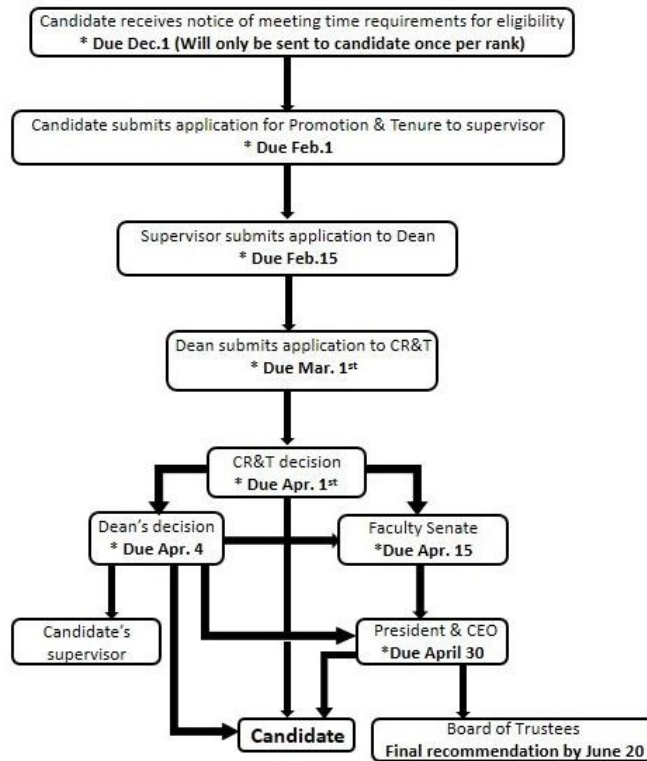 Candidate receives notice of meeting time requirements for eligibility
* Due Dec.1 (Will only be sent to candidate once per rank)
Candidate submits application for Promotion & Tenure to supervisor
* Due Feb.1
Supervisor submits application to Dean
* Due Feb.15
Dean submits application to CR&T
* Due Mar. 1st
CR&T decision
* Due Apr. 1st
Dean's decision
* Due Apr. 4
Faculty Senate
*Due Apr. 15
Candidate's
supervisor
President & CEO
*Due April 30
Candidate
Board of Trustees
Final recommendation by June 20